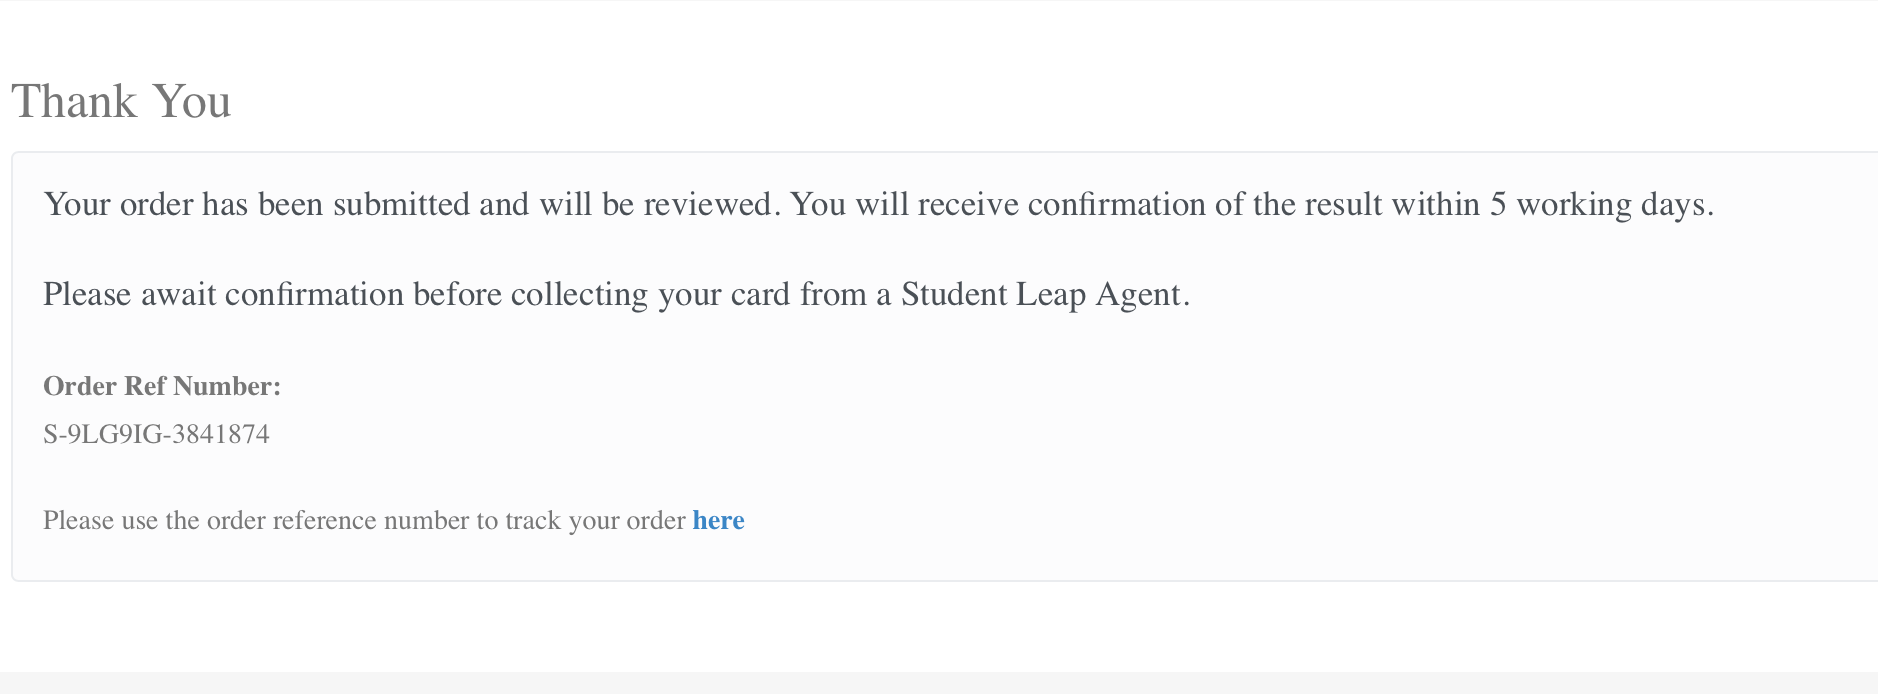 Thank You
Your order has been submitted and will be reviewed. You will receive confirmation of the result within 5 working days.
Please await confirmation before collecting your card from a Student Leap Agent.
Order Ref Number:
S-9LG9IG-3841874
Please use the order reference number to track your order here